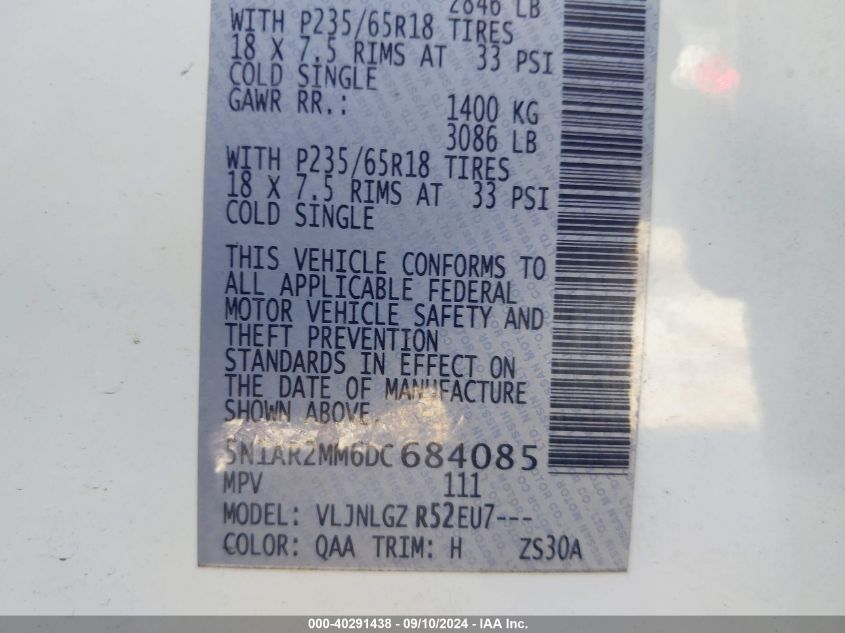 2846 LB
WITH P235/65R18 TIRES
18 X 7.5 RIMS AT 33 PSI
COLD SINGLE
GAWR RR.: 1400 KG
3086 LB
WITH P235/65R18 TIRES
18 X 7.5 RIMS AT 33 PSI
COLD SINGLE
THIS VEHICLE CONFORMS TO
ALL APPLICABLE FEDERAL
MOTOR VEHICLE SAFETY AND
THEFT PREVENTION
STANDARDS IN EFFECT ON
THE DATE OF MANUFACTURE
SHOWN ABOVE.
5N1AR2MM6DC684085
MPV 111
MODEL: VLJNLGZ R52EU7---
COLOR: QAA TRIM: H ZS30A
000-40291438 - 09/10/2024 - IAA Inc.